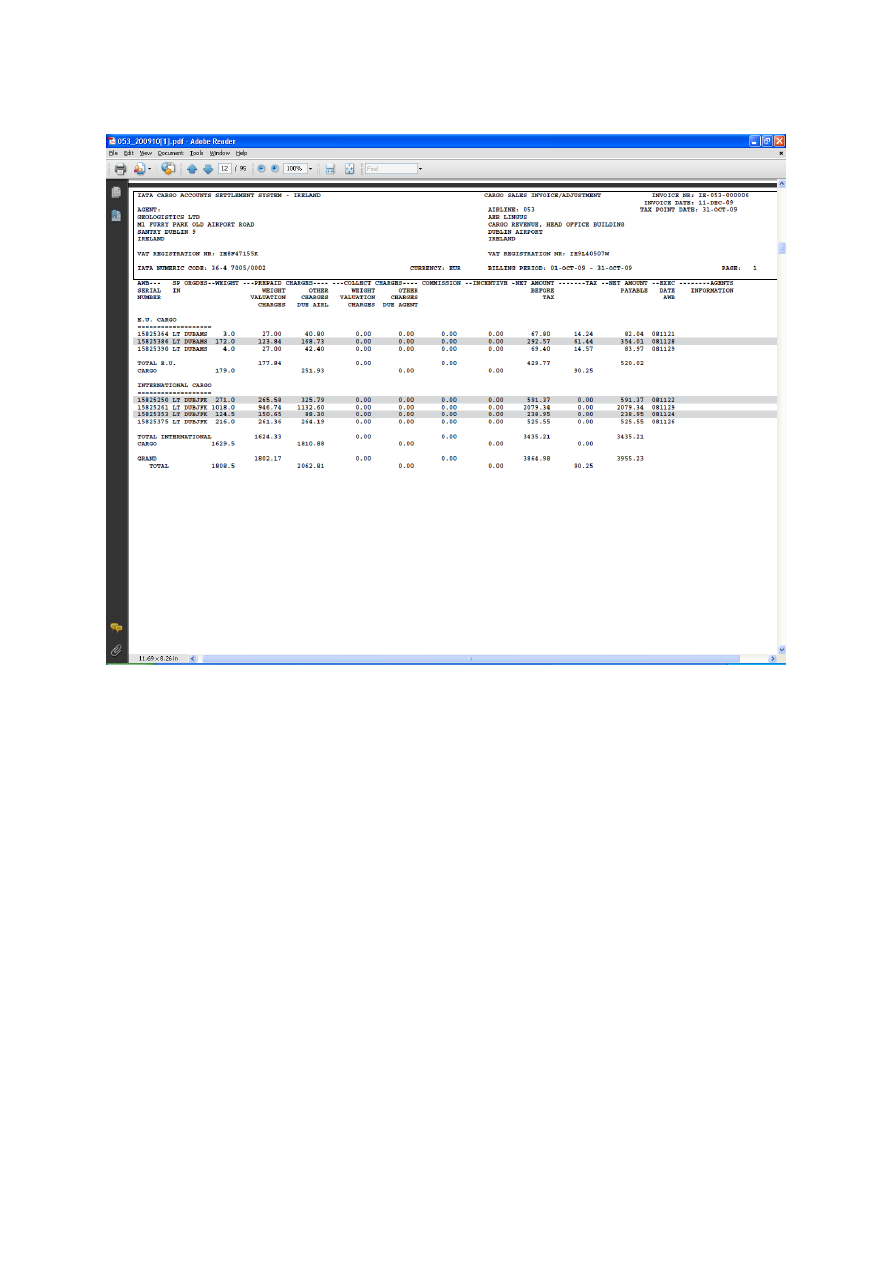 053_200910[1].pdf - Adobe Reader
File Edit View Document Tools Window Help
12 / 95 100% Find
IATA CARGO ACCOUNTS SETTLEMENT SYSTEM - IRELAND CARGO SALES INVOICE/ADJUSTMENT INVOICE NR: IE-053-000006
INVOICE DATE: 11-DEC-09
AGENT: AIRLINE: 053 TAX POINT DATE: 31-OCT-09
GEOLOGISTICS LTD AER LINGUS
M1 FURRY PARK OLD AIRPORT ROAD CARGO REVENUE, HEAD OFFICE BUILDING
SANTRY DUBLIN 9 DUBLIN AIRPORT
IRELAND IRELAND
VAT REGISTRATION NR: IE8F47155K VAT REGISTRATION NR: IE9L40507W
IATA NUMERIC CODE: 36-4 7005/0002 CURRENCY: EUR BILLING PERIOD: 01-OCT-09 - 31-OCT-09 PAGE: 1
AWB--- SP ORGDES--WEIGHT ---PREPAID CHARGES---- ---COLLECT CHARGES---- COMMISSION --INCENTIVE -NET AMOUNT -------TAX --NET AMOUNT --EXEC --------AGENTS
SERIAL IN WEIGHT OTHER WEIGHT OTHER BEFORE PAYABLE DATE INFORMATION
NUMBER VALUATION CHARGES VALUATION CHARGES TAX AWB
CHARGES DUE AIRL CHARGES DUE AGENT
E.U. CARGO
===================
15825364 LT DUBAMS 3.0 27.00 40.80 0.00 0.00 0.00 0.00 67.80 14.24 82.04 081121
15825386 LT DUBAMS 172.0 123.84 168.73 0.00 0.00 0.00 0.00 292.57 61.44 354.01 081128
15825390 LT DUBAMS 4.0 27.00 42.40 0.00 0.00 0.00 0.00 69.40 14.57 83.97 081129
TOTAL E.U. 177.84 0.00 0.00 429.77 520.02
CARGO 179.0 251.93 0.00 0.00 90.25
INTERNATIONAL CARGO
===================
15825250 LT DUBJFK 271.0 265.58 325.79 0.00 0.00 0.00 0.00 591.37 0.00 591.37 081122
15825261 LT DUBJFK 1018.0 946.74 1132.60 0.00 0.00 0.00 0.00 2079.34 0.00 2079.34 081129
15825353 LT DUBJFK 124.5 150.65 88.30 0.00 0.00 0.00 0.00 238.95 0.00 238.95 081124
15825375 LT DUBJFK 216.0 261.36 264.19 0.00 0.00 0.00 0.00 525.55 0.00 525.55 081126
TOTAL INTERNATIONAL 1624.33 0.00 0.00 3435.21 3435.21
CARGO 1629.5 1810.88 0.00 0.00 0.00
GRAND 1802.17 0.00 0.00 3864.98 3955.23
TOTAL 1808.5 2062.81 0.00 0.00 90.25
11.69 x 8.26 in